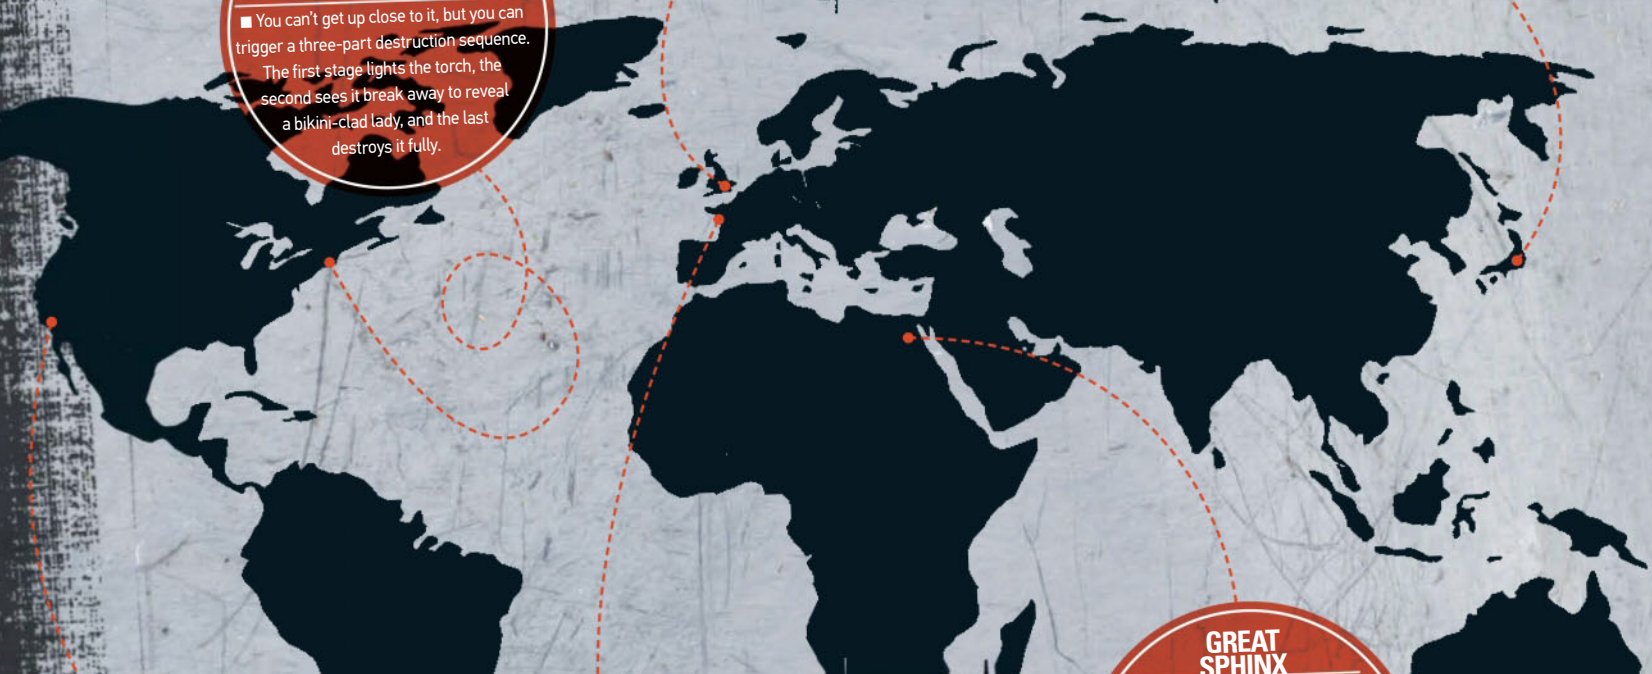 ■ You can't get up close to it, but you can
trigger a three-part destruction sequence.
The first stage lights the torch, the
second sees it break away to reveal
a bikini-clad lady, and the last
destroys it fully.
GREAT
SPHINX